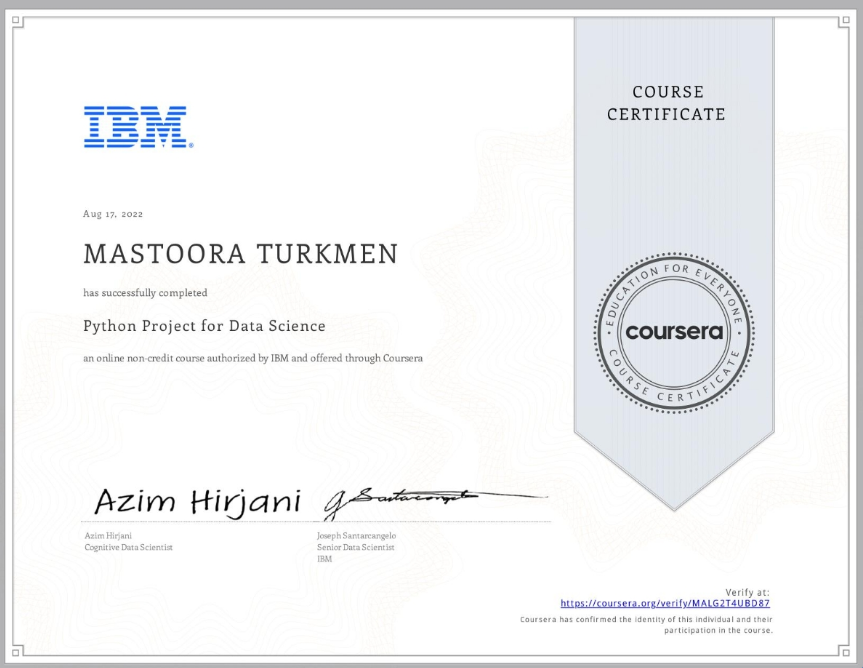 COURSE
CERTIFICATE
IBM®
Aug 17, 2022
MASTOORA TURKMEN
has successfully completed
Python Project for Data Science
an online non-credit course authorized by IBM and offered through Coursera
EDUCATION FOR EVERYONE
coursera
COURSE CERTIFICATE
Azim Hirjani
J Santarcangelo
Azim Hirjani
Cognitive Data Scientist
Joseph Santarcangelo
Senior Data Scientist
IBM
Verify at:
https://coursera.org/verify/MALG2T4UBD87
Coursera has confirmed the identity of this individual and their
participation in the course.